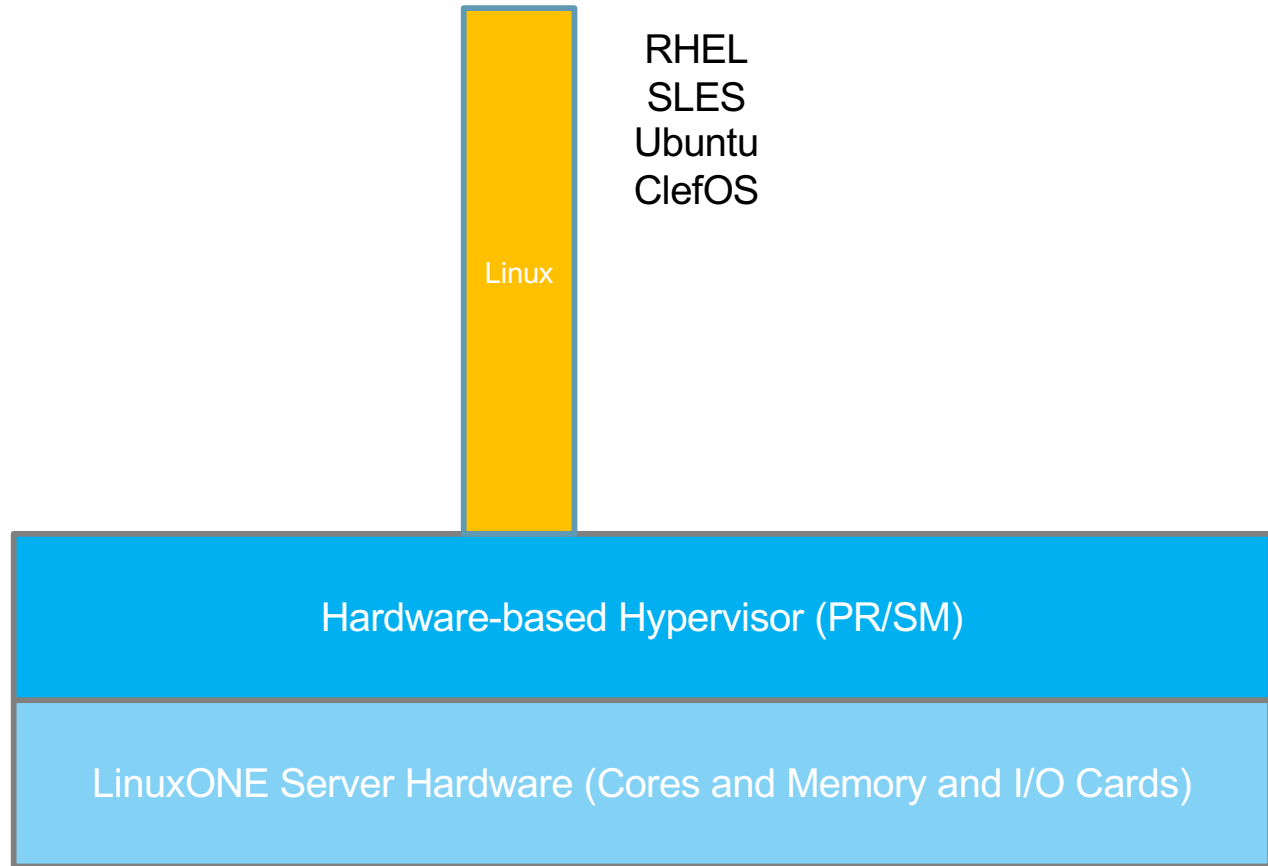 RHEL
SLES
Ubuntu
ClefOS
Linux
Hardware-based Hypervisor (PR/SM)
LinuxONE Server Hardware (Cores and Memory and I/O Cards)